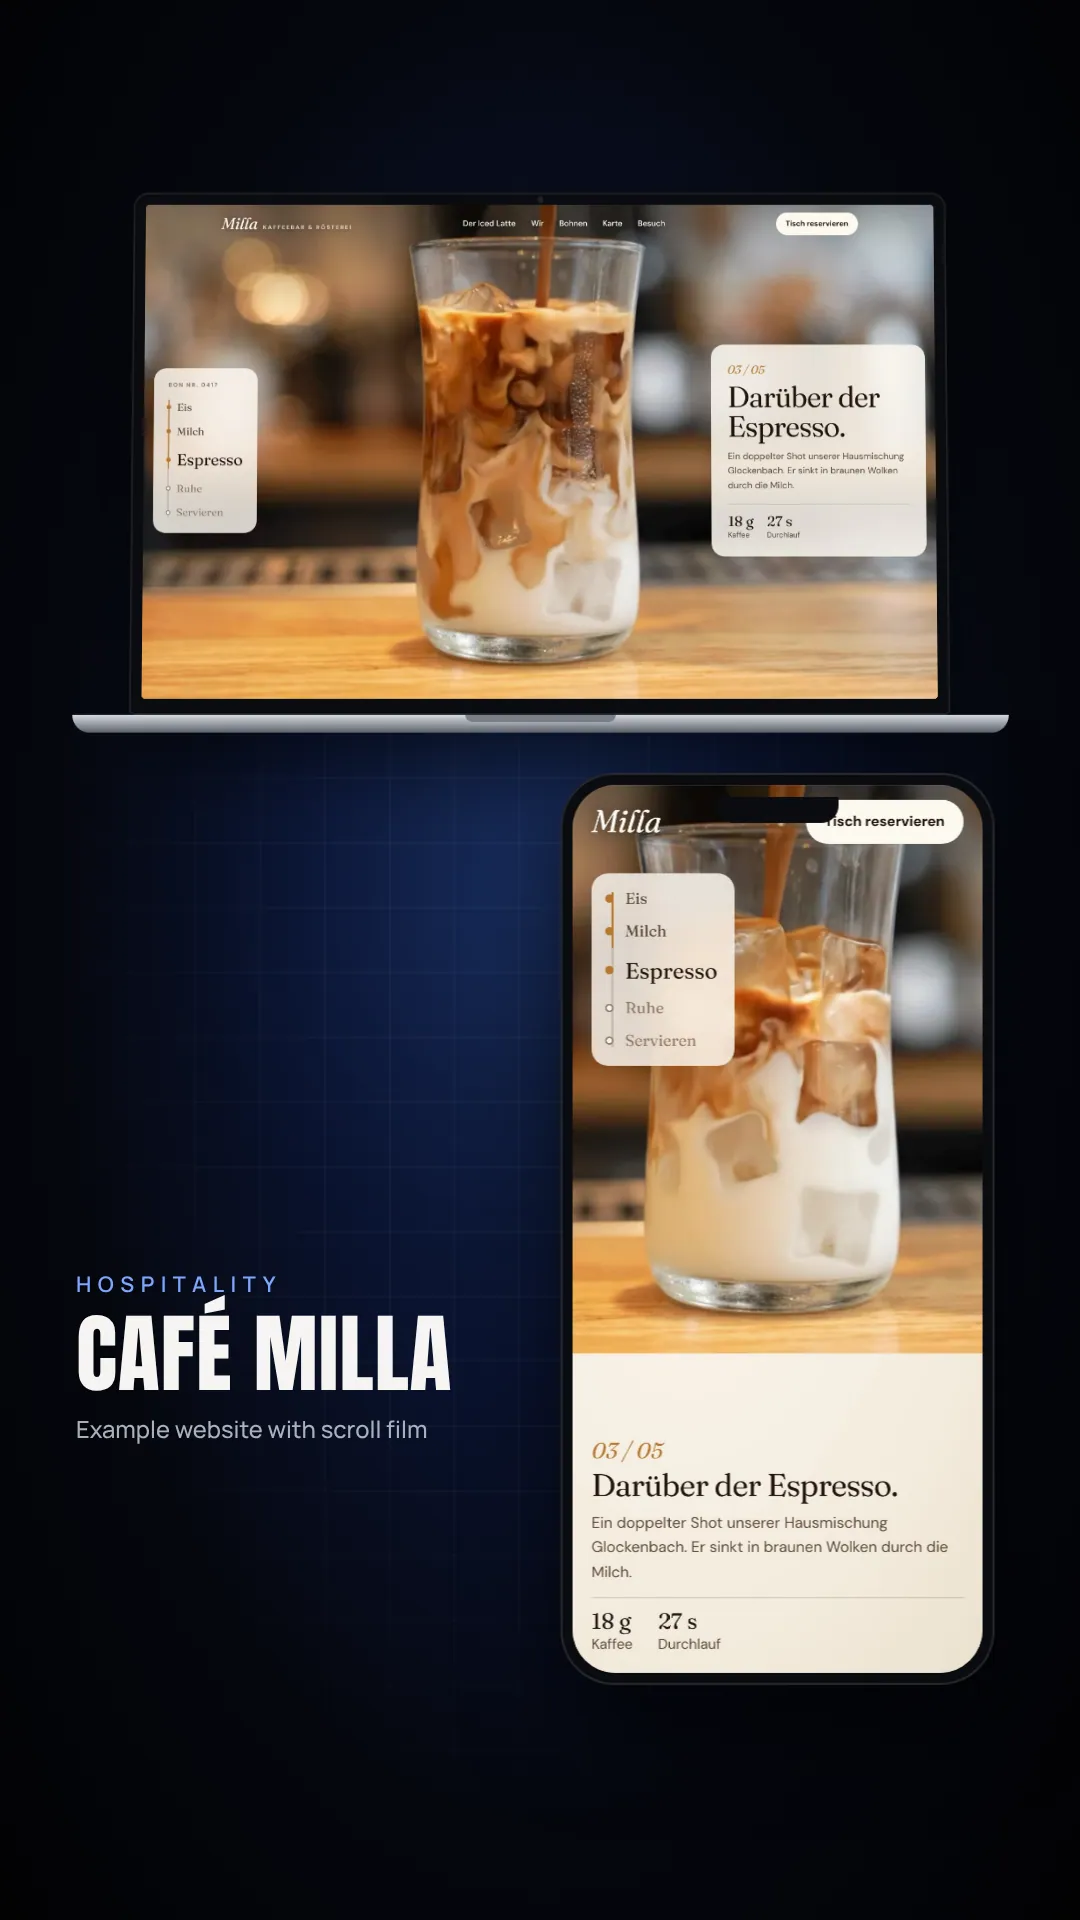 Milla KAFFEEBAR & RÖSTEREI
Der Iced Latte Wir Bohnen Karte Besuch
Tisch reservieren
BON NR. 0417
Eis
Milch
Espresso
Ruhe
Servieren
03 / 05
Darüber der
Espresso.
Ein doppelter Shot unserer Hausmischung
Glockenbach. Er sinkt in braunen Wolken
durch die Milch.
18 g 27 s
Kaffee Durchlauf
Milla
Tisch reservieren
Eis
Milch
Espresso
Ruhe
Servieren
03 / 05
Darüber der Espresso.
Ein doppelter Shot unserer Hausmischung
Glockenbach. Er sinkt in braunen Wolken durch die
Milch.
18 g 27 s
Kaffee Durchlauf
HOSPITALITY
CAFÉ MILLA
Example website with scroll film